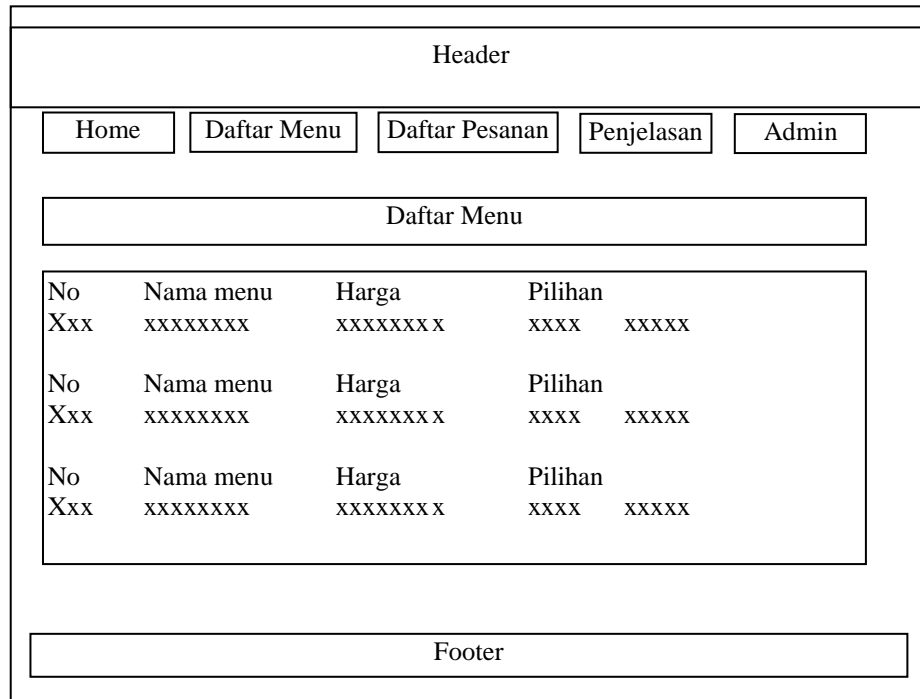 Header
Home Daftar Menu Daftar Pesanan Penjelasan Admin
Daftar Menu
No Nama menu Harga Pilihan
Xxx xxxxxxxx xxxxxxxx xxxx xxxxx
No Nama menu Harga Pilihan
Xxx xxxxxxxx xxxxxxxx xxxx xxxxx
No Nama menu Harga Pilihan
Xxx xxxxxxxx xxxxxxxx xxxx xxxxx
Footer